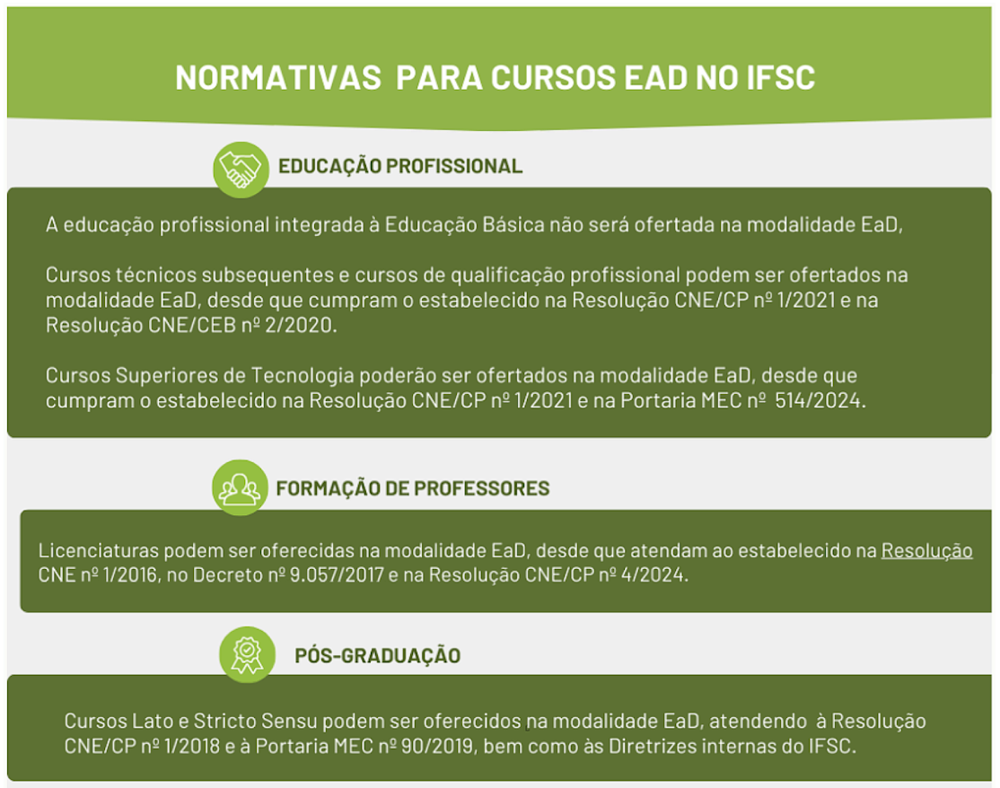 NORMATIVAS PARA CURSOS EAD NO IFSC
EDUCAÇÃO PROFISSIONAL
A educação profissional integrada à Educação Básica não será ofertada na modalidade EaD,
Cursos técnicos subsequentes e cursos de qualificação profissional podem ser ofertados na
modalidade EaD, desde que cumpram o estabelecido na Resolução CNE/CP nº 1/2021 e na
Resolução CNE/CEB nº 2/2020.
Cursos Superiores de Tecnologia poderão ser ofertados na modalidade EaD, desde que
cumpram o estabelecido na Resolução CNE/CP nº 1/2021 e na Portaria MEC nº 514/2024.
FORMAÇÃO DE PROFESSORES
Licenciaturas podem ser oferecidas na modalidade EaD, desde que atendam ao estabelecido na Resolução
CNE nº 1/2016, no Decreto nº 9.057/2017 e na Resolução CNE/CP nº 4/2024.
PÓS-GRADUAÇÃO
Cursos Lato e Stricto Sensu podem ser oferecidos na modalidade EaD, atendendo à Resolução
CNE/CP nº 1/2018 e à Portaria MEC nº 90/2019, bem como às Diretrizes internas do IFSC.